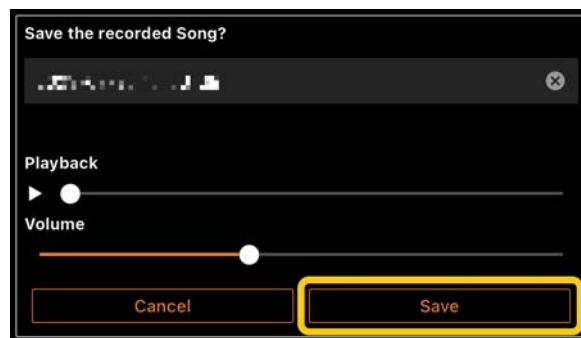 Save the recorded Song?
Playback
Volume
Cancel
Save